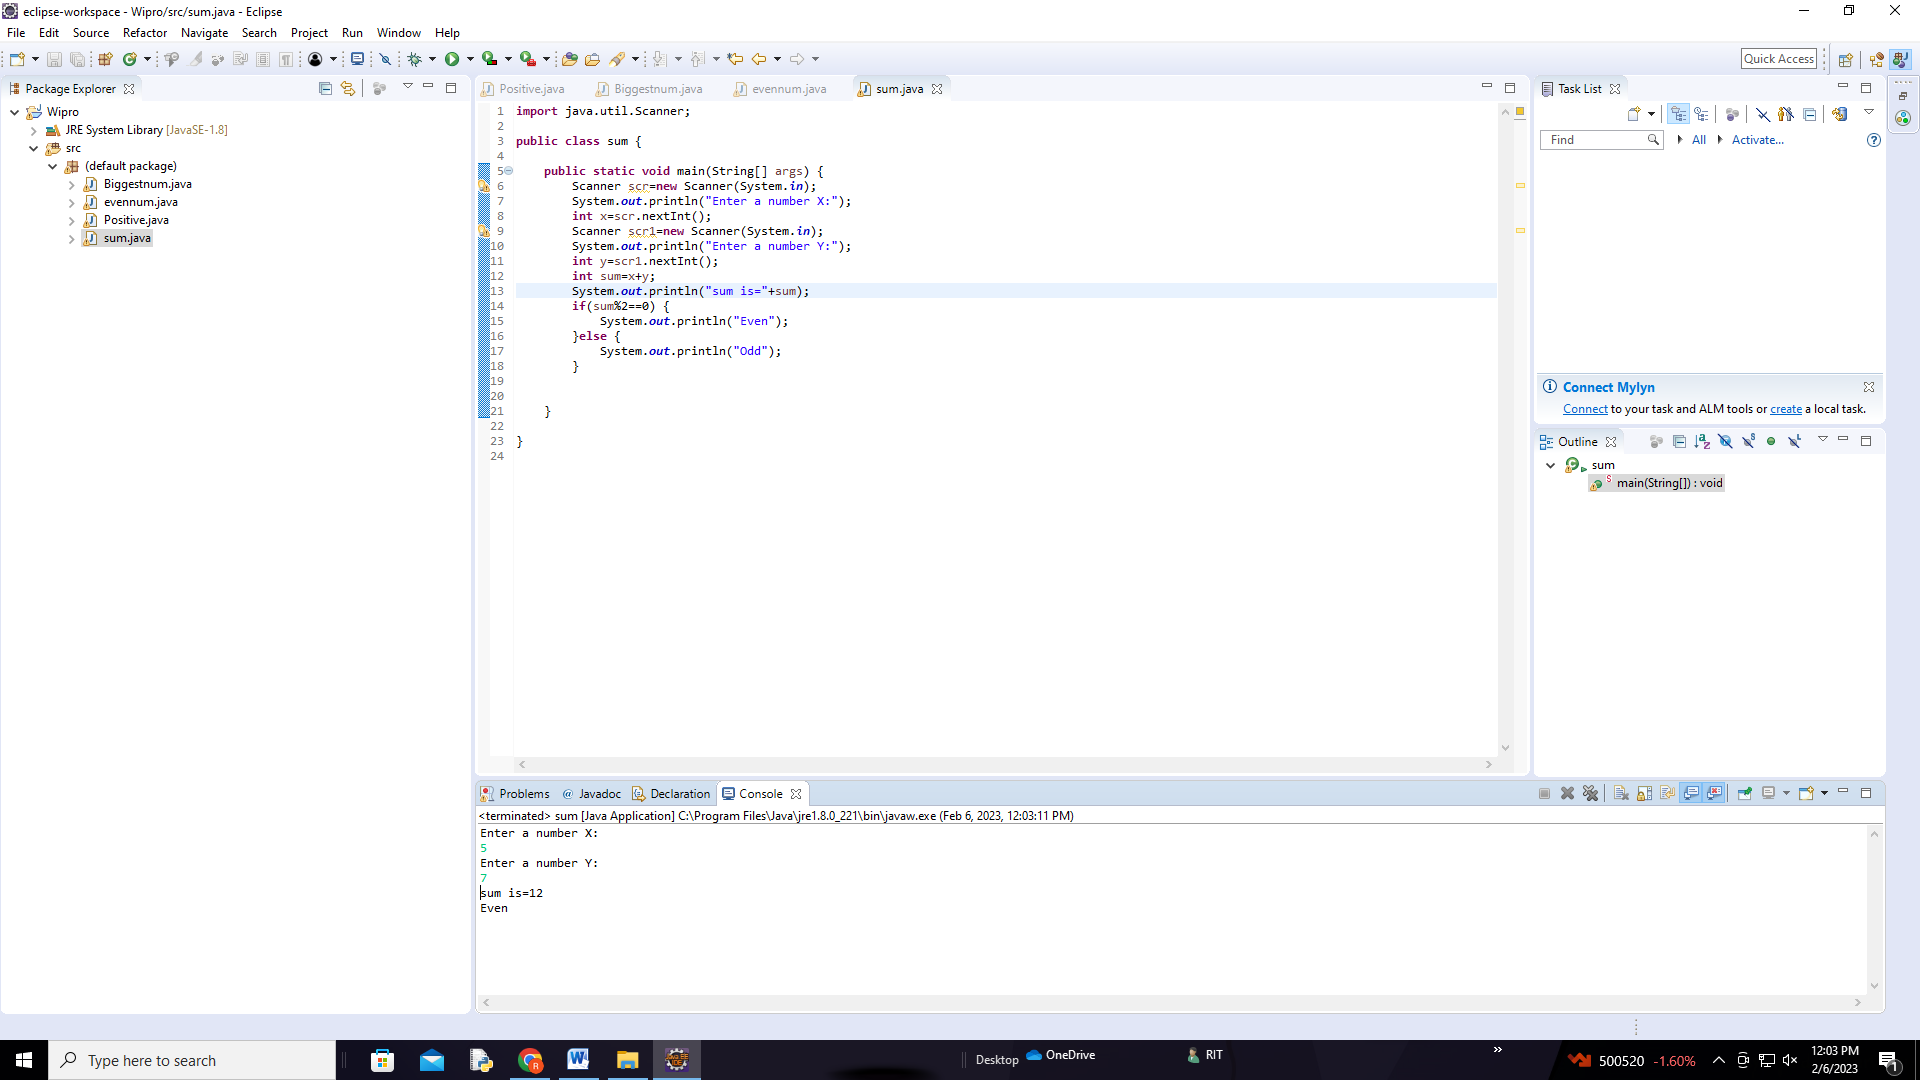 eclipse-workspace - Wipro/src/sum.java - Eclipse
File Edit Source Refactor Navigate Search Project Run Window Help
Quick Access
Package Explorer
Wipro
JRE System Library [JavaSE-1.8]
src
(default package)
Biggestnum.java
evennum.java
Positive.java
sum.java
Positive.java Biggestnum.java evennum.java sum.java
1 import java.util.Scanner;
2
3 public class sum {
4
5 public static void main(String[] args) {
6 Scanner scr=new Scanner(System.in);
7 System.out.println("Enter a number X:");
8 int x=scr.nextInt();
9 Scanner scr1=new Scanner(System.in);
10 System.out.println("Enter a number Y:");
11 int y=scr1.nextInt();
12 int sum=x+y;
13 System.out.println("sum is="+sum);
14 if(sum%2==0) {
15 System.out.println("Even");
16 }else {
17 System.out.println("Odd");
18 }
19
20
21 }
22
23 }
24
Task List
Find All Activate...
Connect Mylyn
Connect to your task and ALM tools or create a local task.
Outline
sum
main(String[]) : void
Problems @ Javadoc Declaration Console
<terminated> sum [Java Application] C:\Program Files\Java\jre1.8.0_221\bin\javaw.exe (Feb 6, 2023, 12:03:11 PM)
Enter a number X:
5
Enter a number Y:
7
sum is=12
Even
Type here to search
Desktop
OneDrive
RIT
»
500520 -1.60%
12:03 PM
2/6/2023
1